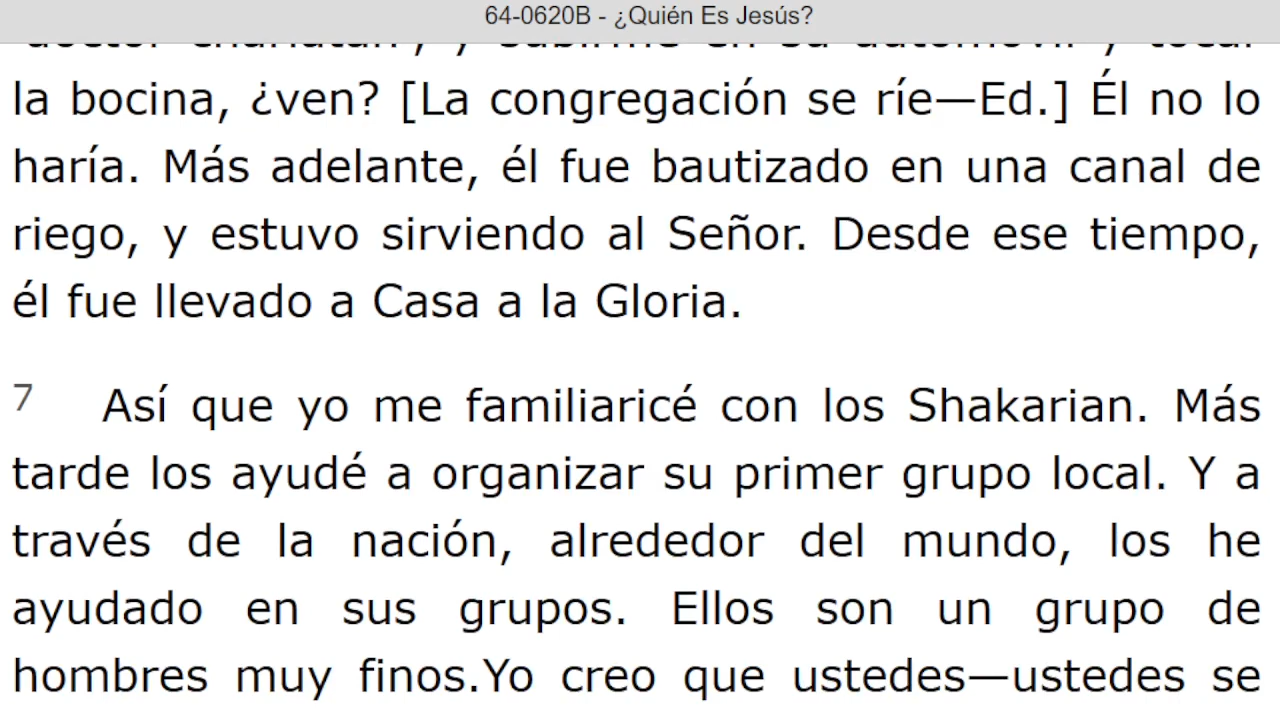 64-0620B - ¿Quién Es Jesús?
la bocina, ¿ven? [La congregación se ríe—Ed.] Él no lo
haría. Más adelante, él fue bautizado en una canal de
riego, y estuvo sirviendo al Señor. Desde ese tiempo,
él fue llevado a Casa a la Gloria.
7 Así que yo me familiaricé con los Shakarian. Más
tarde los ayudé a organizar su primer grupo local. Y a
través de la nación, alrededor del mundo, los he
ayudado en sus grupos. Ellos son un grupo de
hombres muy finos.Yo creo que ustedes—ustedes se